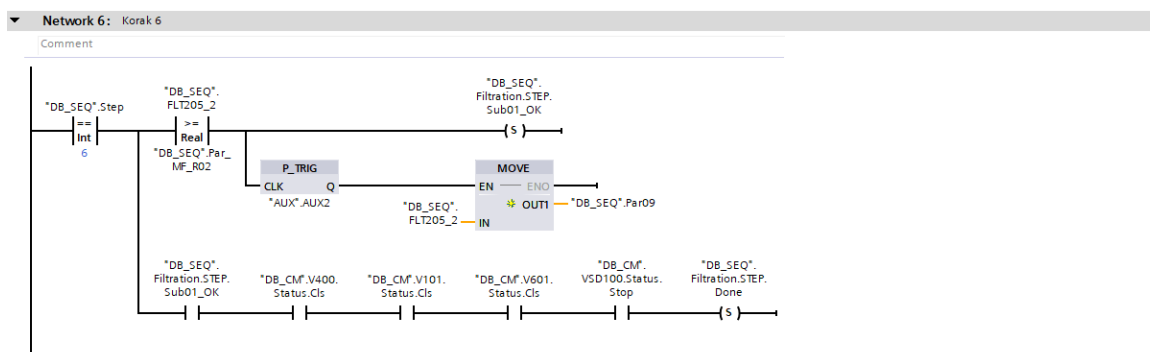 Network 6: Korak 6
Comment
"DB_SEQ".Step
==
Int
6
"DB_SEQ".
FLT205_2
>=
Real
"DB_SEQ".Par_
MF_R02
"DB_SEQ".
Filtration.STEP.
Sub01_OK
S
P_TRIG
CLK Q
"AUX".AUX2
MOVE
EN ENO
"DB_SEQ".
FLT205_2
IN
OUT1
"DB_SEQ".Par09
"DB_SEQ".
Filtration.STEP.
Sub01_OK
"DB_CM".V400.
Status.Cls
"DB_CM".V101.
Status.Cls
"DB_CM".V601.
Status.Cls
"DB_CM".
VSD100.Status.
Stop
"DB_SEQ".
Filtration.STEP.
Done
S